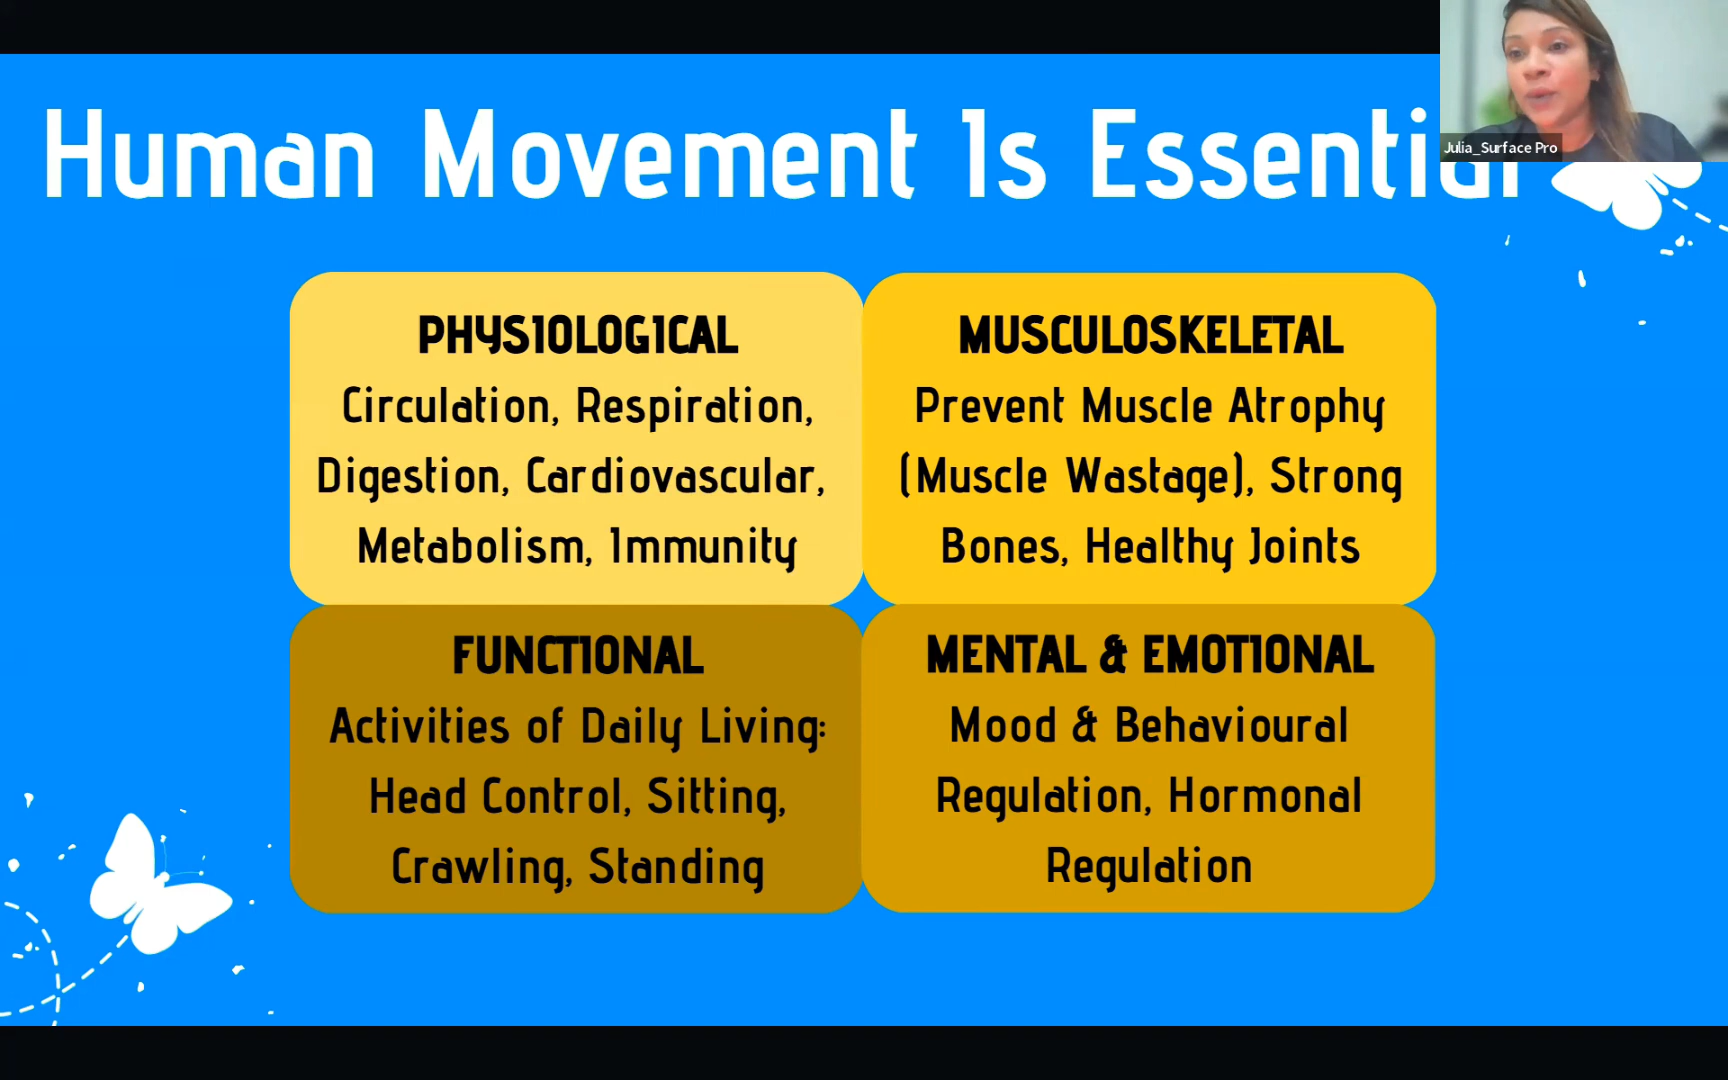 Human Movement Is Essential
Julia_Surface Pro
PHYSIOLOGICAL
Circulation, Respiration,
Digestion, Cardiovascular,
Metabolism, Immunity
MUSCULOSKELETAL
Prevent Muscle Atrophy
(Muscle Wastage), Strong
Bones, Healthy Joints
FUNCTIONAL
Activities of Daily Living:
Head Control, Sitting,
Crawling, Standing
MENTAL & EMOTIONAL
Mood & Behavioural
Regulation, Hormonal
Regulation